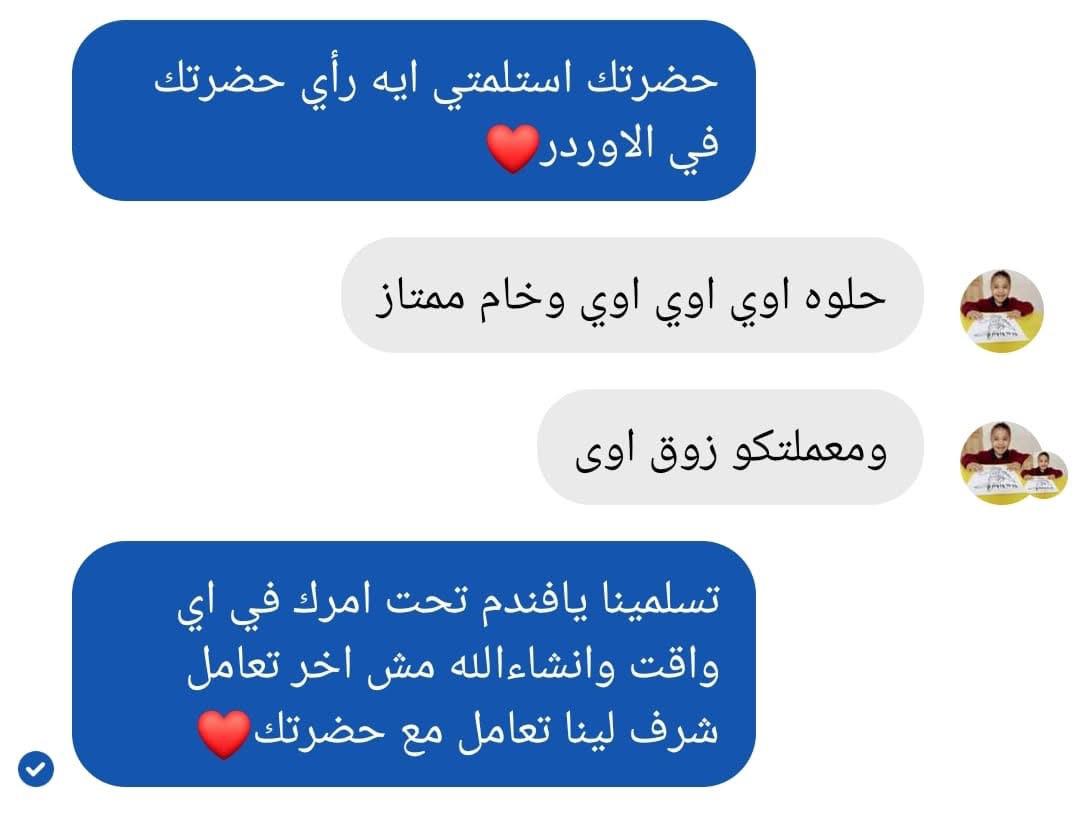 حضرتك استلمتي ايه رأي حضرتك
في الاوردر❤️
حلوه اوي اوي اوي وخام ممتاز
ومعملتكو زوق اوى
تسلمينا يافندم تحت امرك في اي
واقت وانشاءالله مش اخر تعامل
شرف لينا تعامل مع حضرتك❤️